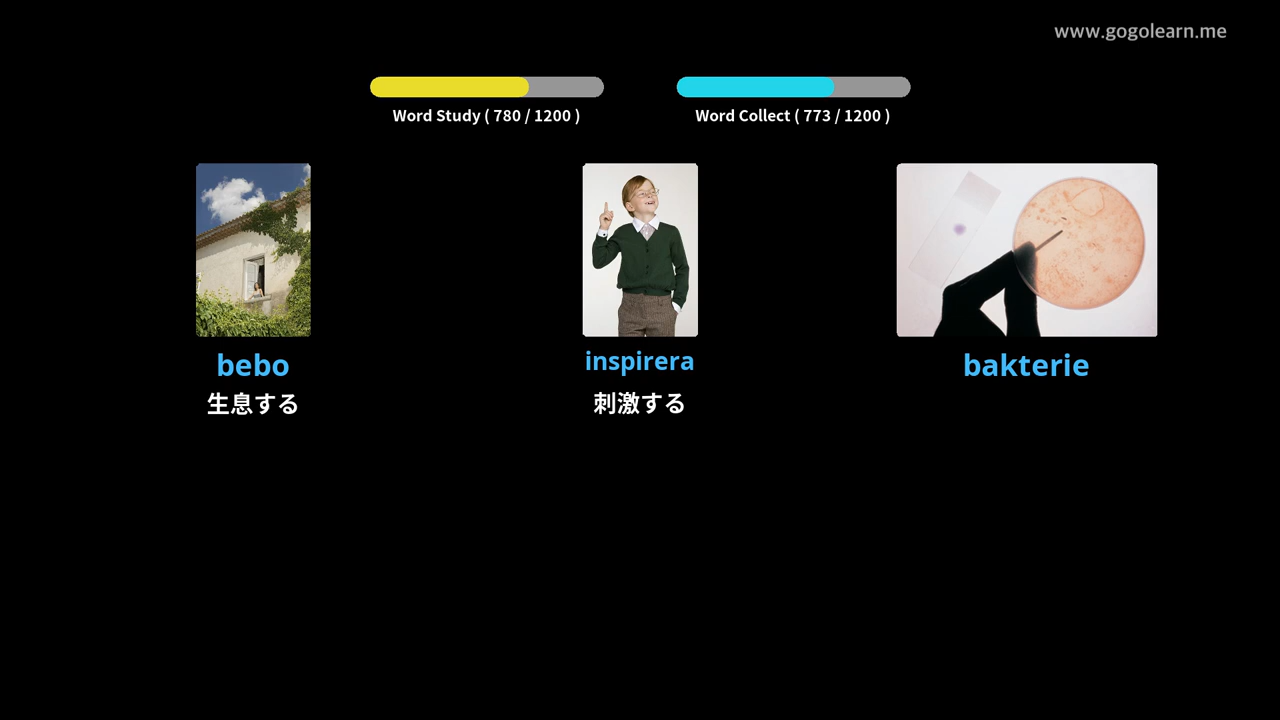 www.gogolearn.me
Word Study ( 780 / 1200 )
Word Collect ( 773 / 1200 )
bebo
生息する
inspirera
刺激する
bakterie